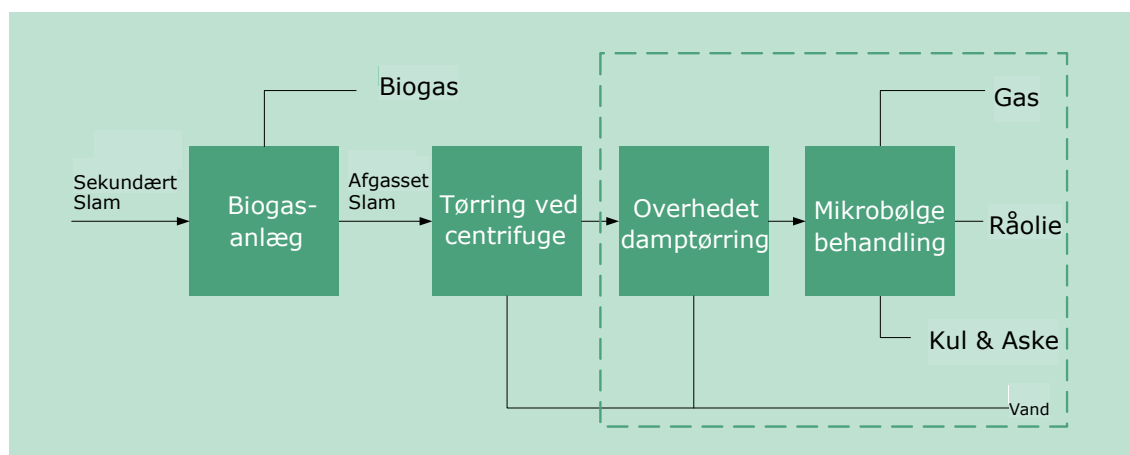 Biogas
Gas
Sekundært
Slam
Biogas-
anlæg
Afgasset
Slam
Tørring ved
centrifuge
Overhedet
damptørring
Mikrobølge
behandling
Råolie
Kul & Aske
Vand